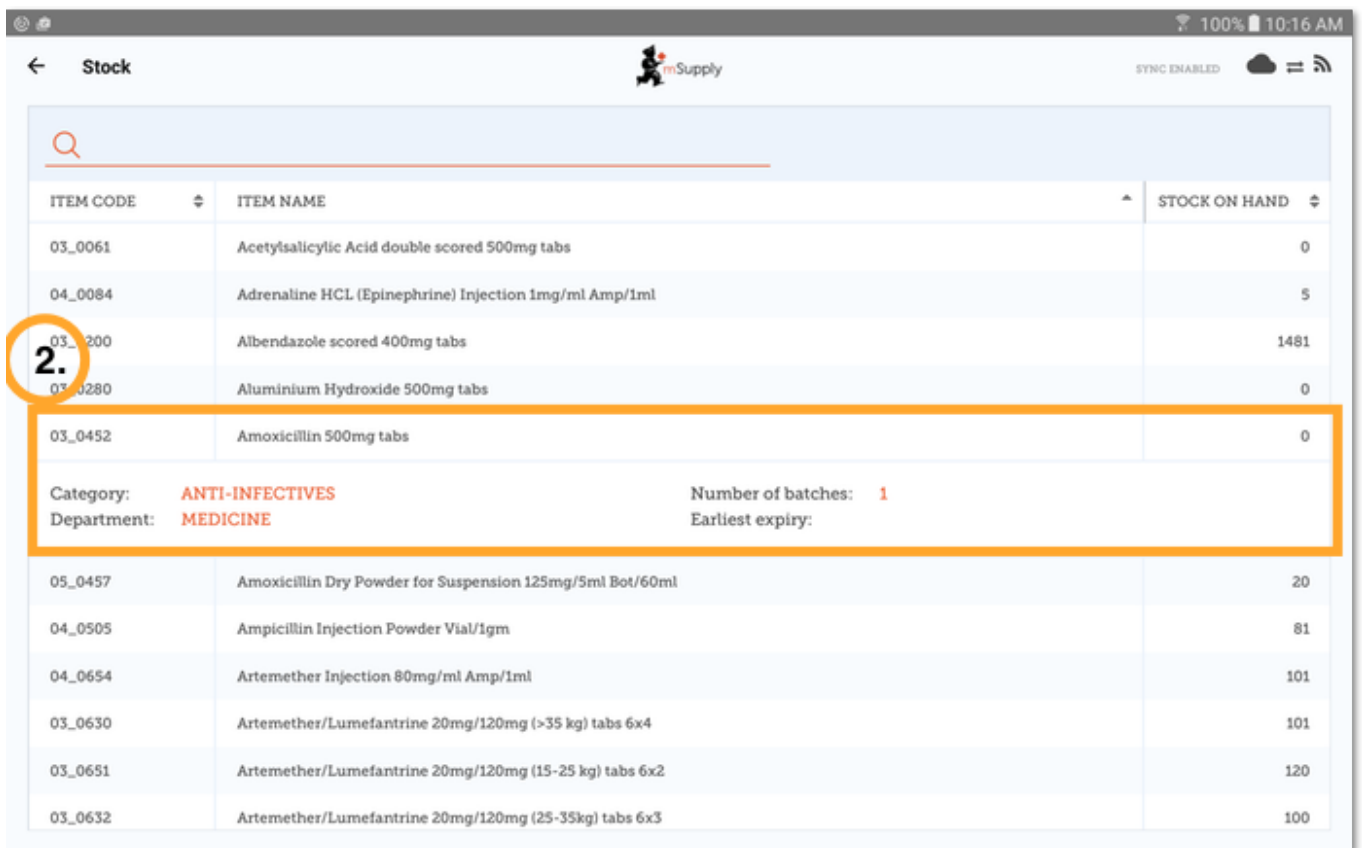 100% 10:16 AM
Stock
mSupply
SYNC ENABLED
ITEM CODE ITEM NAME STOCK ON HAND
03_0061 Acetylsalicylic Acid double scored 500mg tabs 0
04_0084 Adrenaline HCL (Epinephrine) Injection 1mg/ml Amp/1ml 5
200 Albendazole scored 400mg tabs 1481
2.
0280 Aluminium Hydroxide 500mg tabs 0
03_0452 Amoxicillin 500mg tabs 0
Category: ANTI-INFECTIVES Number of batches: 1
Department: MEDICINE Earliest expiry:
05_0457 Amoxicillin Dry Powder for Suspension 125mg/5ml Bot/60ml 20
04_0505 Ampicillin Injection Powder Vial/1gm 81
04_0654 Artemether Injection 80mg/ml Amp/1ml 101
03_0630 Artemether/Lumefantrine 20mg/120mg (>35 kg) tabs 6x4 101
03_0651 Artemether/Lumefantrine 20mg/120mg (15-25 kg) tabs 6x2 120
03_0632 Artemether/Lumefantrine 20mg/120mg (25-35kg) tabs 6x3 100